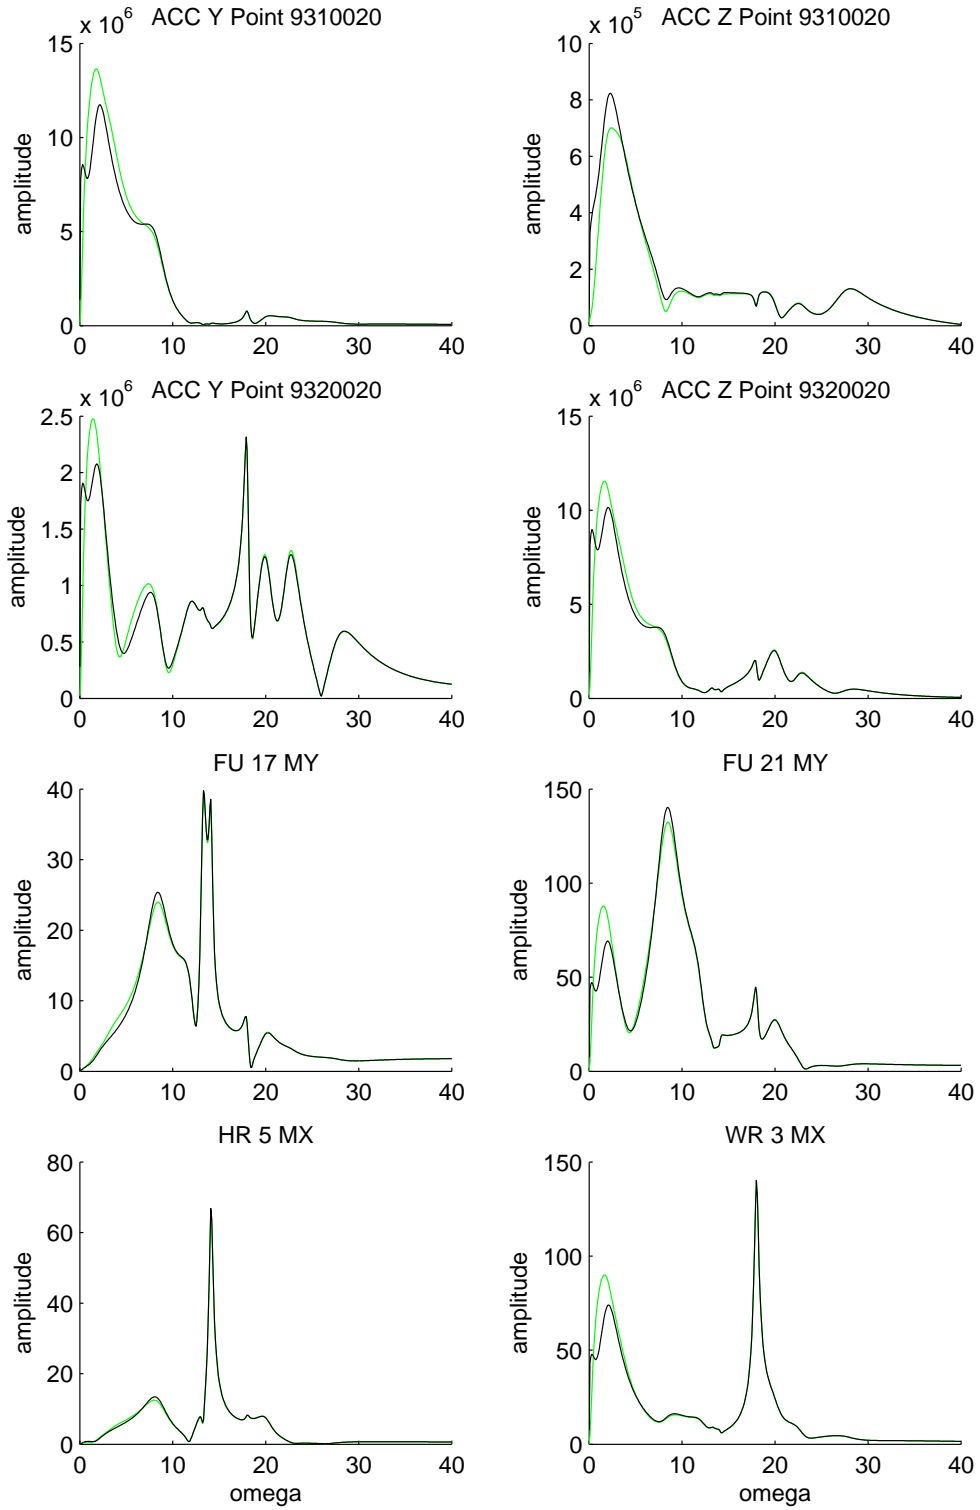 x 10^6 ACC Y Point 9310020
15
10
5
0
amplitude
0 10 20 30 40
x 10^5 ACC Z Point 9310020
10
8
6
4
2
0
amplitude
0 10 20 30 40
x 10^6 ACC Y Point 9320020
2.5
2
1.5
1
0.5
0
amplitude
0 10 20 30 40
x 10^6 ACC Z Point 9320020
15
10
5
0
amplitude
0 10 20 30 40
FU 17 MY
40
30
20
10
0
amplitude
0 10 20 30 40
FU 21 MY
150
100
50
0
amplitude
0 10 20 30 40
HR 5 MX
80
60
40
20
0
amplitude
0 10 20 30 40
omega
WR 3 MX
150
100
50
0
amplitude
0 10 20 30 40
omega